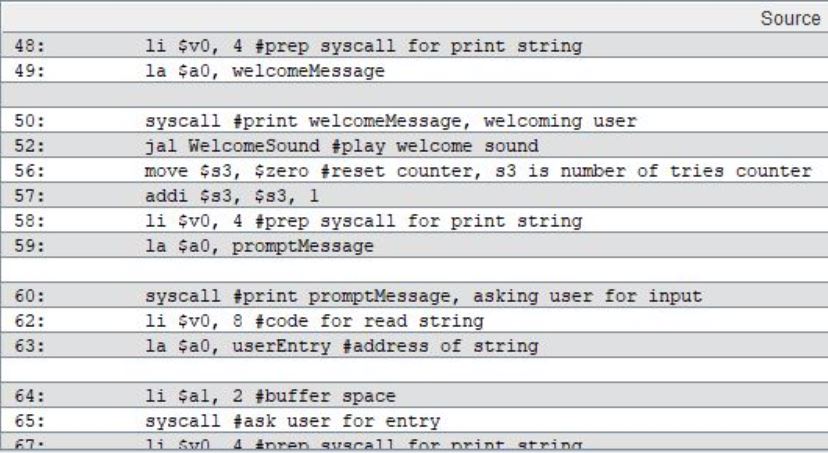 Source
48: li $v0, 4 #prep syscall for print string
49: la $a0, welcomeMessage
50: syscall #print welcomeMessage, welcoming user
52: jal WelcomeSound #play welcome sound
56: move $s3, $zero #reset counter, s3 is number of tries counter
57: addi $s3, $s3, 1
58: li $v0, 4 #prep syscall for print string
59: la $a0, promptMessage
60: syscall #print promptMessage, asking user for input
62: li $v0, 8 #code for read string
63: la $a0, userEntry #address of string
64: li $a1, 2 #buffer space
65: syscall #ask user for entry
67: li $v0, 4 #prep syscall for print string